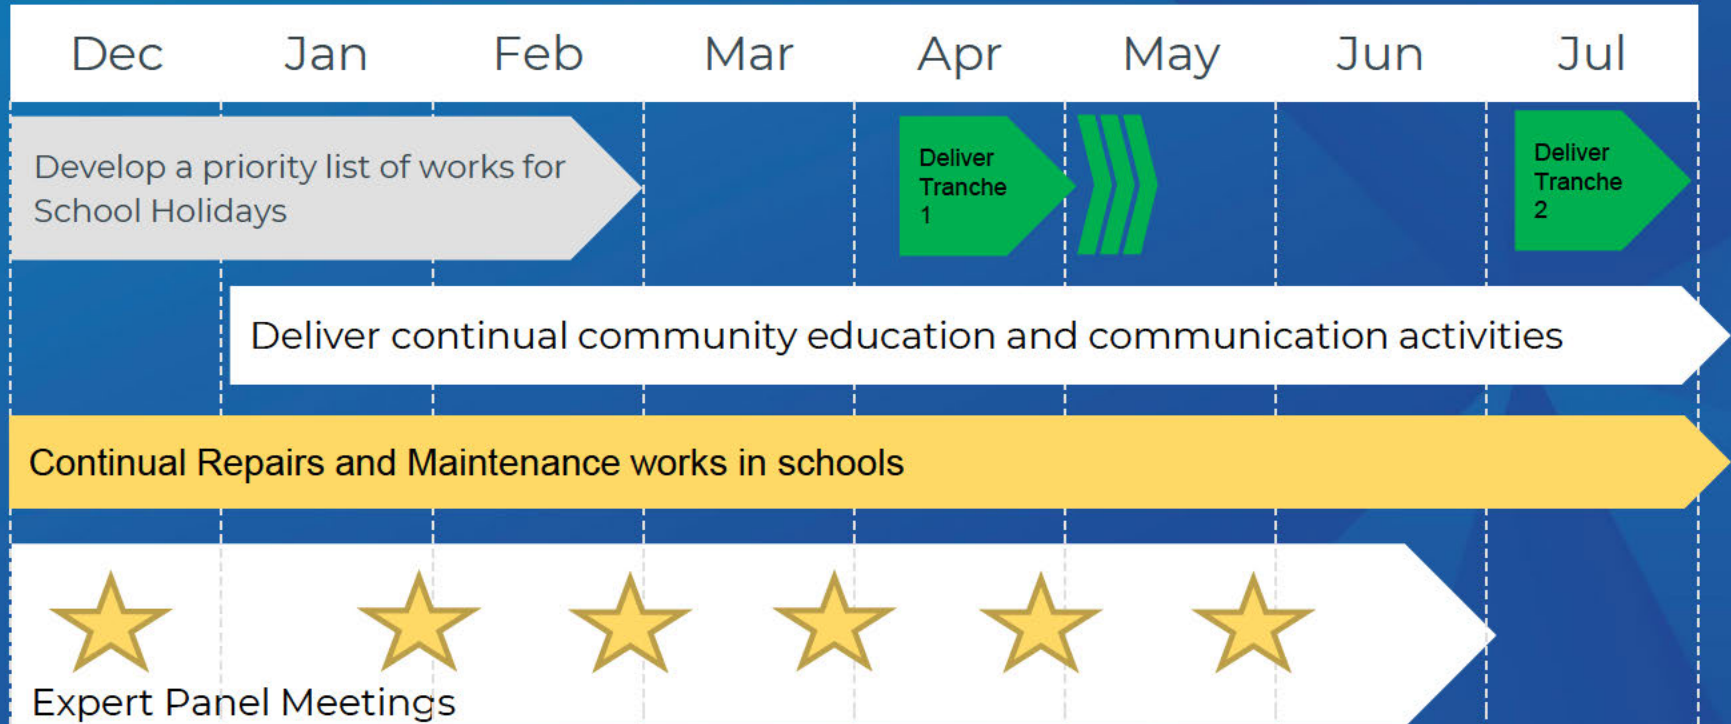 Dec Jan Feb Mar Apr May Jun Jul
Develop a priority list of works for
School Holidays
Deliver
Tranche
1
Deliver
Tranche
2
Deliver continual community education and communication activities
Continual Repairs and Maintenance works in schools
Expert Panel Meetings